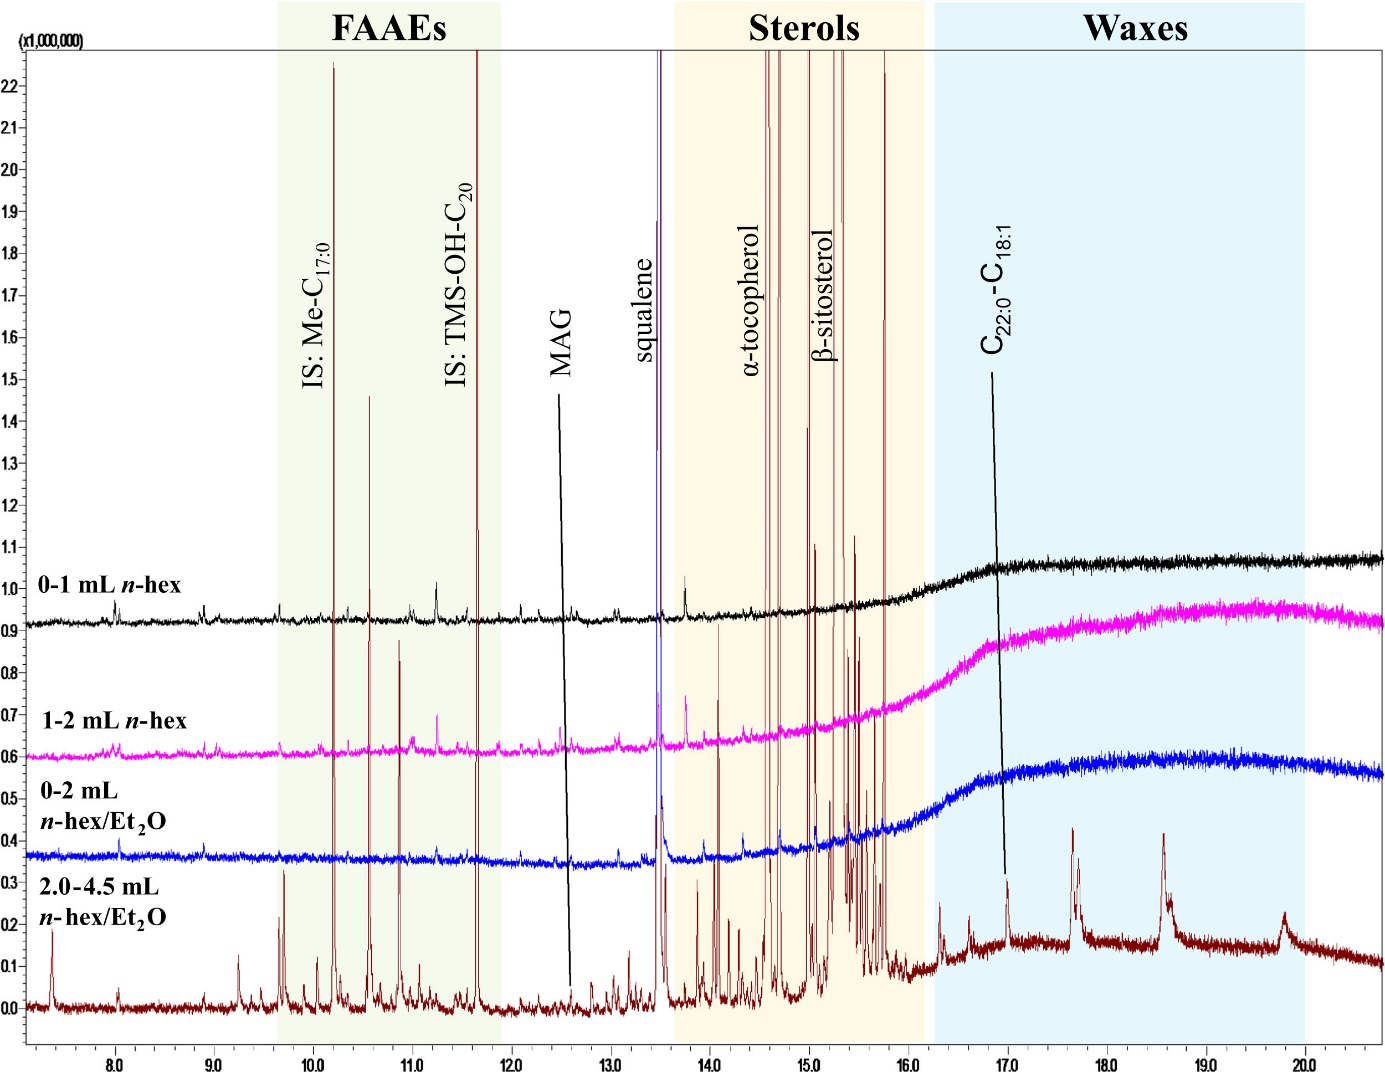 FAAEs Sterols Waxes
(x1,000,000)
2.2
2.1
2.0
1.9
1.8
1.7
1.6
1.5
1.4
1.3
1.2
1.1
1.0
0.9
0.8
0.7
0.6
0.5
0.4
0.3
0.2
0.1
0.0
IS: Me-C17:0
IS: TMS-OH-C20
MAG
squalene
α-tocopherol
β-sitosterol
C22:0-C18:1
0-1 mL n-hex
1-2 mL n-hex
0-2 mL
n-hex/Et2O
2.0-4.5 mL
n-hex/Et2O
8.0 9.0 10.0 11.0 12.0 13.0 14.0 15.0 16.0 17.0 18.0 19.0 20.0